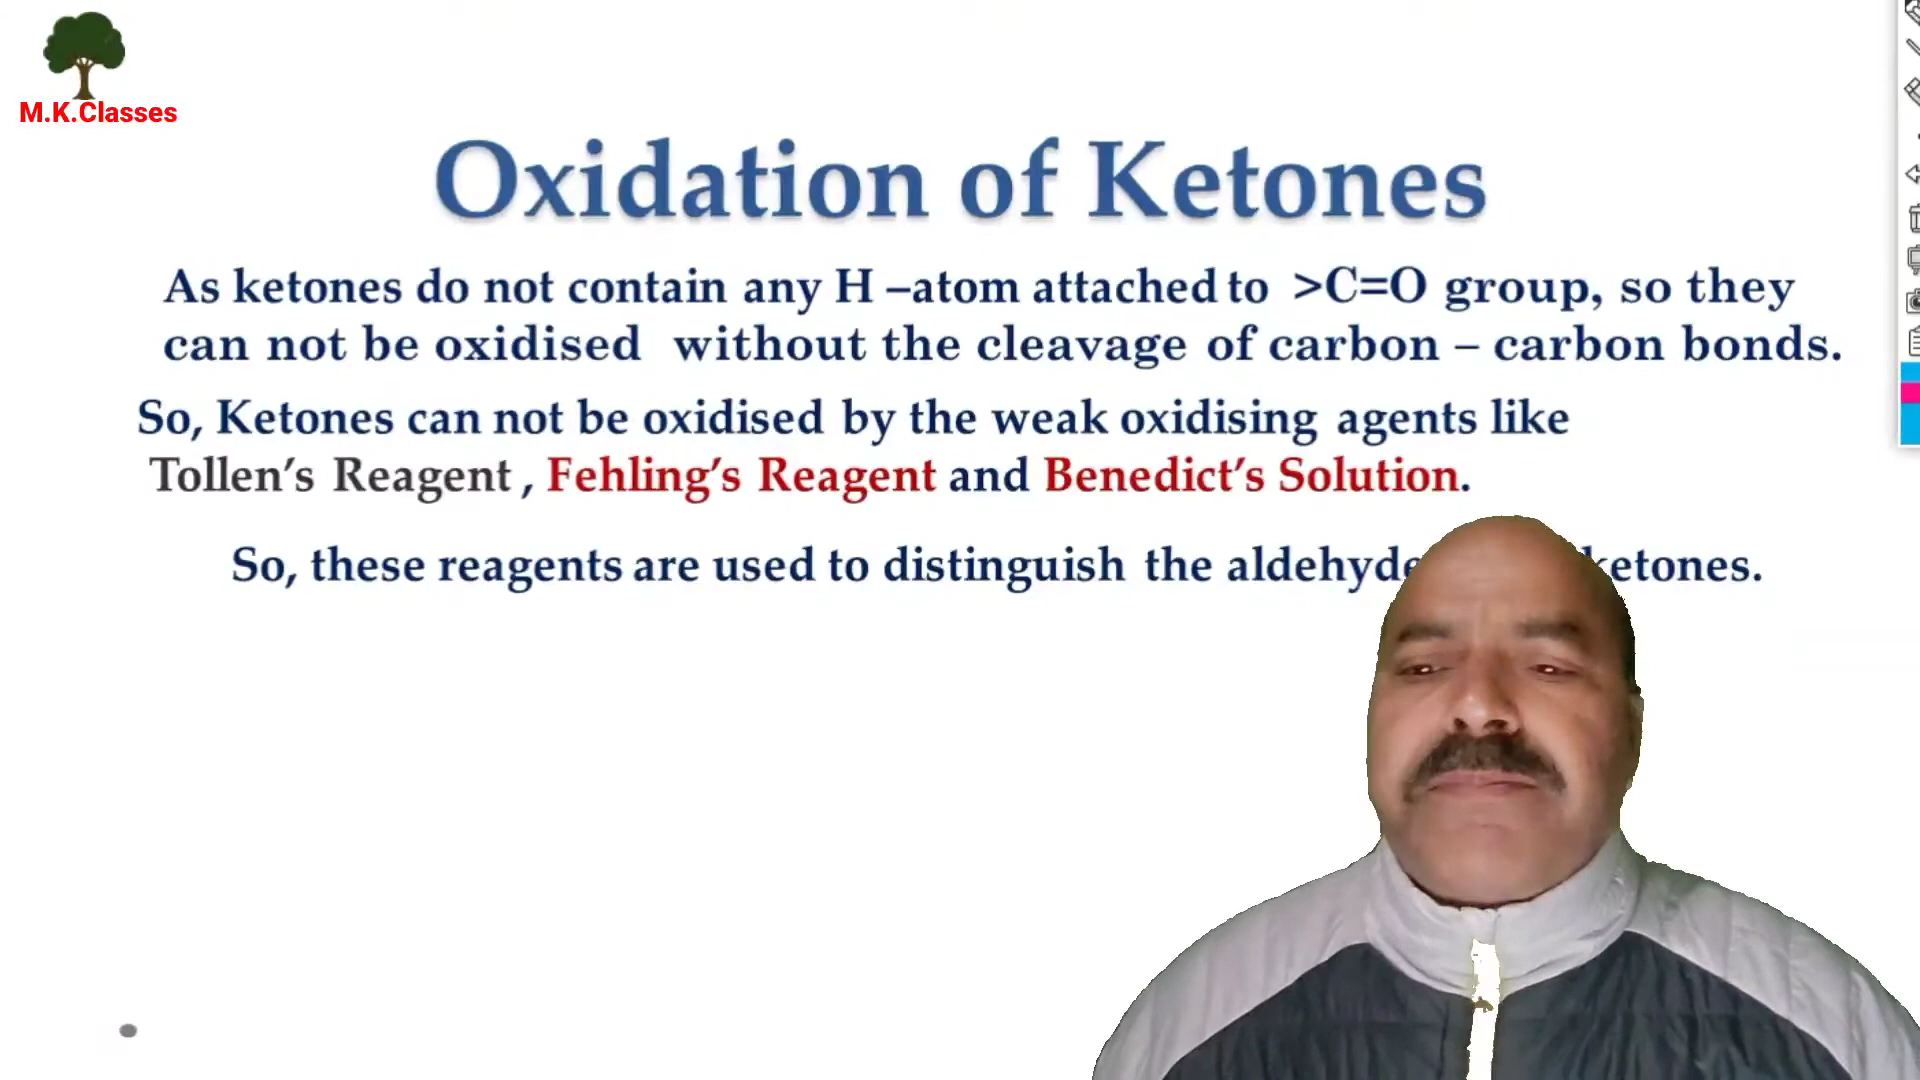 M.K.Classes
Oxidation of Ketones
As ketones do not contain any H –atom attached to >C=O group, so they
can not be oxidised without the cleavage of carbon – carbon bonds.
So, Ketones can not be oxidised by the weak oxidising agents like
Tollen’s Reagent , Fehling’s Reagent and Benedict’s Solution.
So, these reagents are used to distinguish the